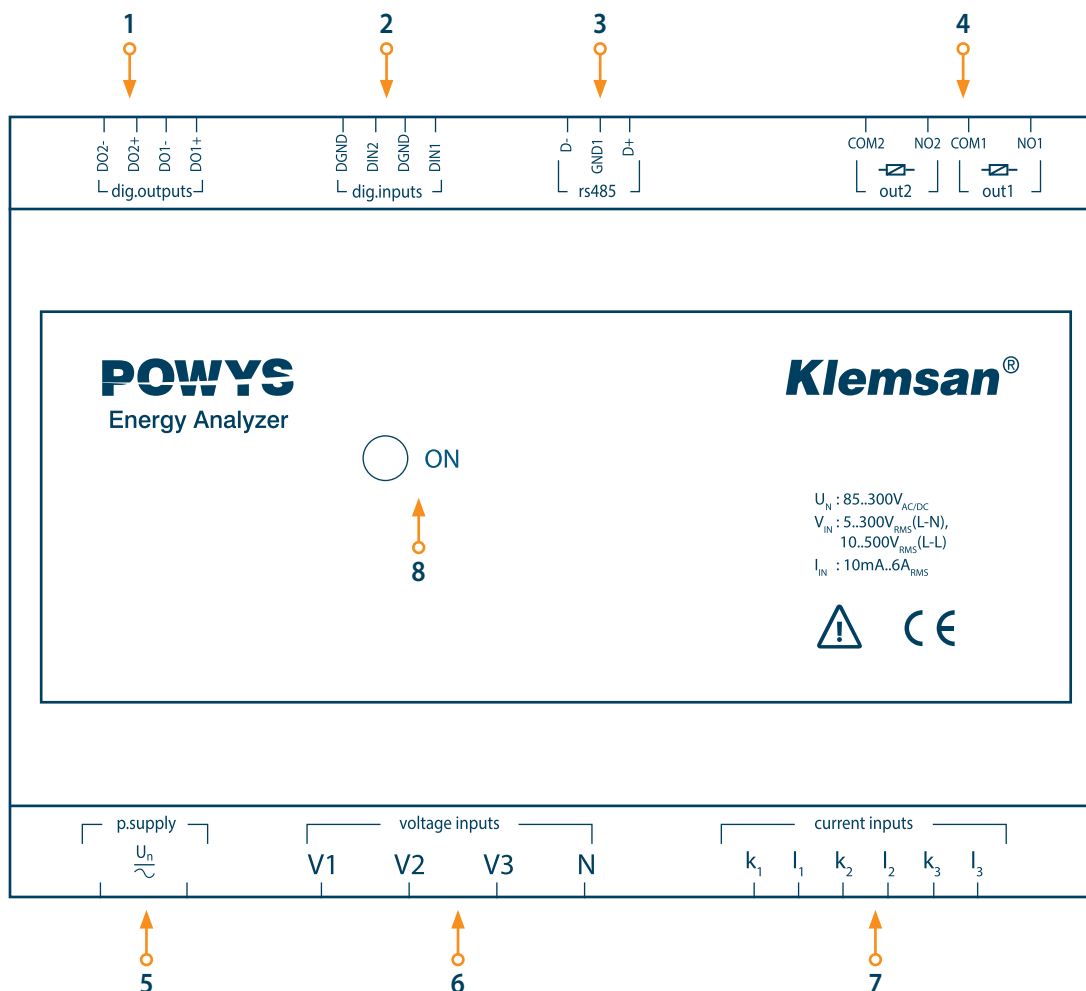 1 2 3 4
DO2- DO2+ DO1- DO1+ DGND DIN2 DGND DIN1 D- GND1 D+ COM2 NO2 COM1 NO1
dig.outputs dig.inputs rs485 out2 out1
POWYS
Energy Analyzer
Klemsan®
ON
8
UN : 85..300VAC/DC
VIN : 5..300VRMS(L-N),
10..500VRMS(L-L)
IIN : 10mA..6ARMS
CE
p.supply voltage inputs current inputs
Un V1 V2 V3 N k1 l1 k2 l2 k3 l3
5 6 7